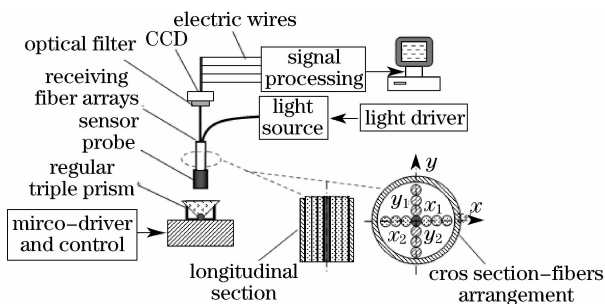 electric wires
CCD
optical filter
signal
processing
receiving
fiber arrays
light
source
light driver
sensor
probe
regular
triple prism
y
y1
x1
x
x2
y2
mirco–driver
and control
longitudinal
section
cros section–fibers
arrangement